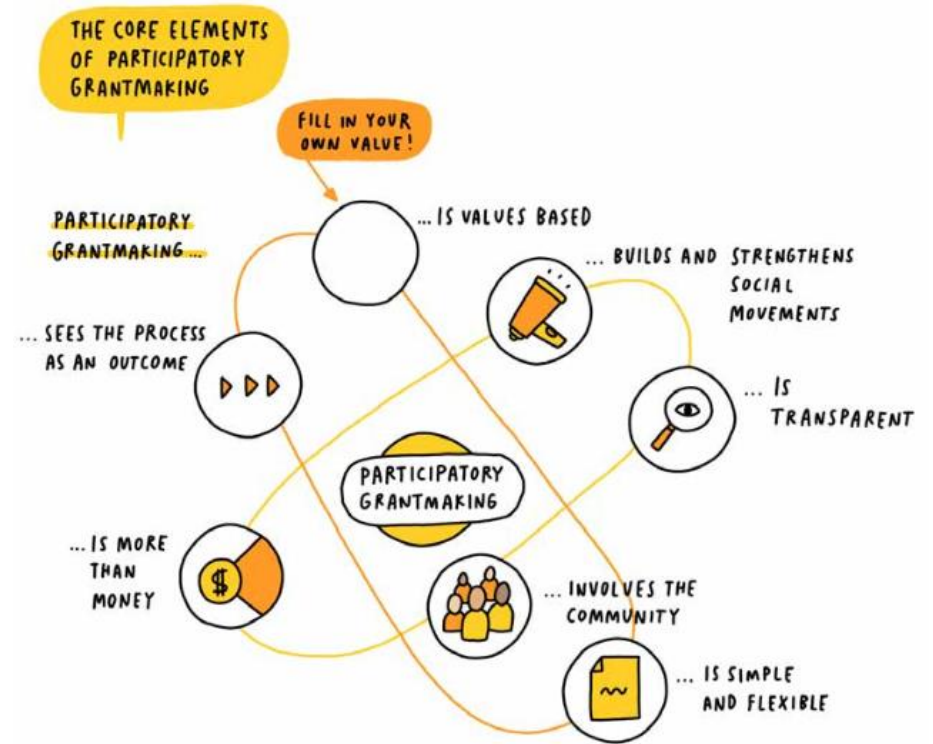 THE CORE ELEMENTS
OF PARTICIPATORY
GRANTMAKING
FILL IN YOUR
OWN VALUE!
PARTICIPATORY
GRANTMAKING ...
... IS VALUES BASED
... BUILDS AND STRENGTHENS
SOCIAL
MOVEMENTS
... SEES THE PROCESS
AS AN OUTCOME
... IS
TRANSPARENT
PARTICIPATORY
GRANTMAKING
... IS MORE
THAN
MONEY
$
... INVOLVES THE
COMMUNITY
... IS SIMPLE
AND FLEXIBLE